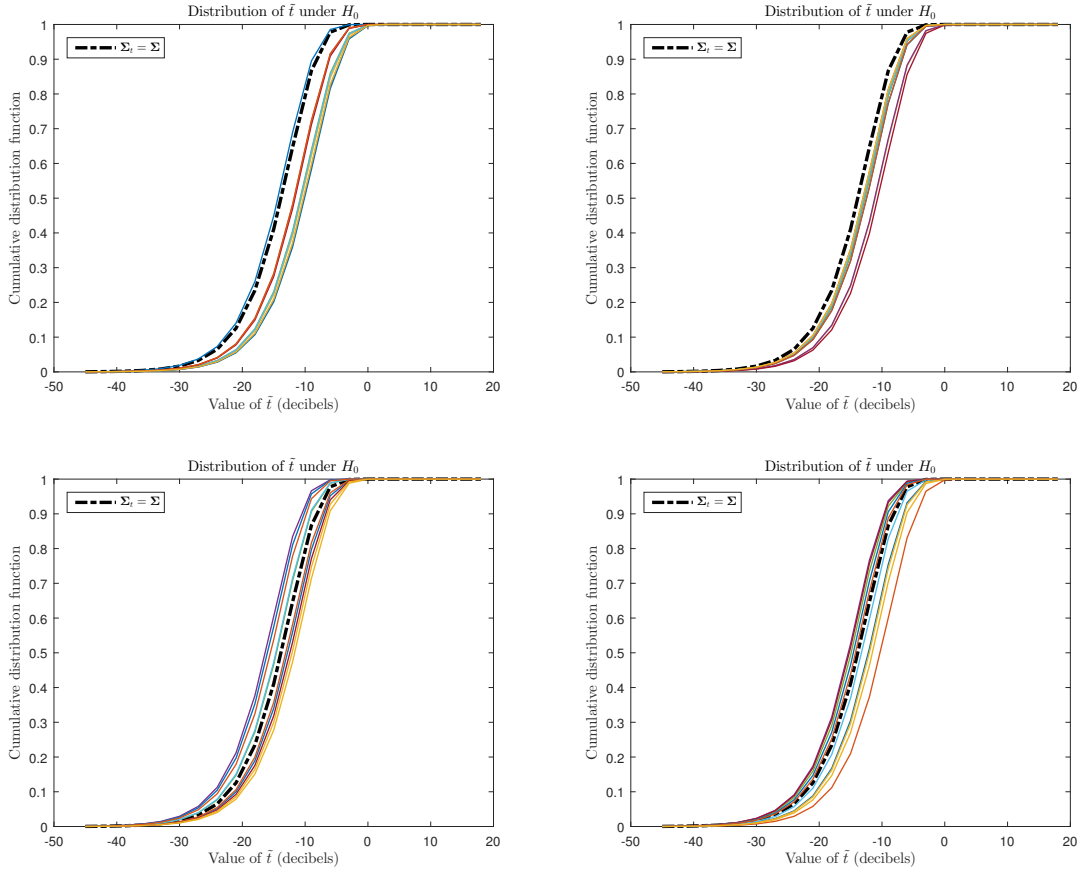 Distribution of t̃ under H₀
Σₜ = Σ
Cumulative distribution function
1
0.9
0.8
0.7
0.6
0.5
0.4
0.3
0.2
0.1
0
-50 -40 -30 -20 -10 0 10 20
Value of t̃ (decibels)
Distribution of t̃ under H₀
Σₜ = Σ
Cumulative distribution function
1
0.9
0.8
0.7
0.6
0.5
0.4
0.3
0.2
0.1
0
-50 -40 -30 -20 -10 0 10 20
Value of t̃ (decibels)
Distribution of t̃ under H₀
Σₜ = Σ
Cumulative distribution function
1
0.9
0.8
0.7
0.6
0.5
0.4
0.3
0.2
0.1
0
-50 -40 -30 -20 -10 0 10 20
Value of t̃ (decibels)
Distribution of t̃ under H₀
Σₜ = Σ
Cumulative distribution function
1
0.9
0.8
0.7
0.6
0.5
0.4
0.3
0.2
0.1
0
-50 -40 -30 -20 -10 0 10 20
Value of t̃ (decibels)